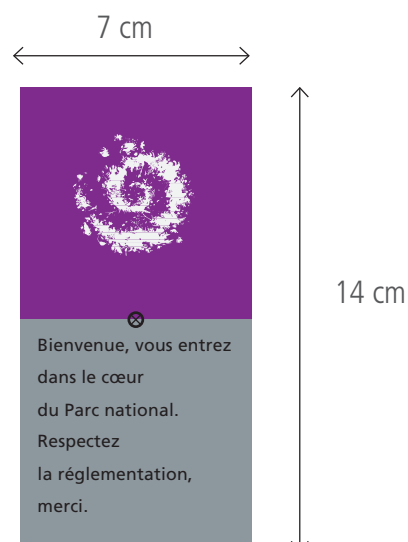 7 cm
14 cm
Bienvenue, vous entrez
dans le cœur
du Parc national.
Respectez
la réglementation,
merci.